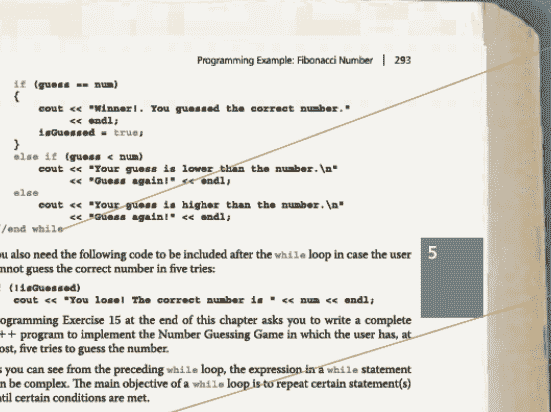 Programming Example: Fibonacci Number | 293
if (guess == num)
{
cout << "Winner!. You guessed the correct number."
<< endl;
isGuessed = true;
}
else if (guess < num)
cout << "Your guess is lower than the number.\n"
<< "Guess again!" << endl;
else
cout << "Your guess is higher than the number.\n"
<< "Guess again!" << endl;
/end while
u also need the following code to be included after the while loop in case the user
nnot guess the correct number in five tries:
5
(!isGuessed)
cout << "You lose! The correct number is " << num << endl;
ogramming Exercise 15 at the end of this chapter asks you to write a complete
++ program to implement the Number Guessing Game in which the user has, at
ost, five tries to guess the number.
s you can see from the preceding while loop, the expression in a while statement
n be complex. The main objective of a while loop is to repeat certain statement(s)
til certain conditions are met.